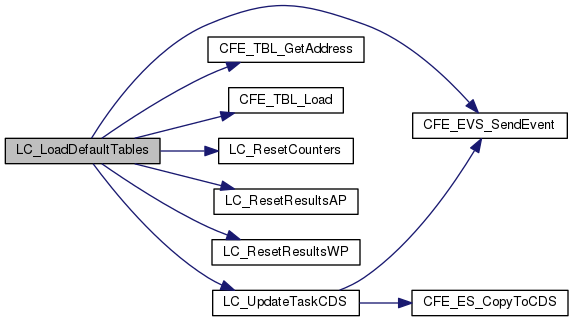 LC_LoadDefaultTables
CFE_TBL_GetAddress
CFE_TBL_Load
LC_ResetCounters
LC_ResetResultsAP
LC_ResetResultsWP
LC_UpdateTaskCDS
CFE_EVS_SendEvent
CFE_ES_CopyToCDS